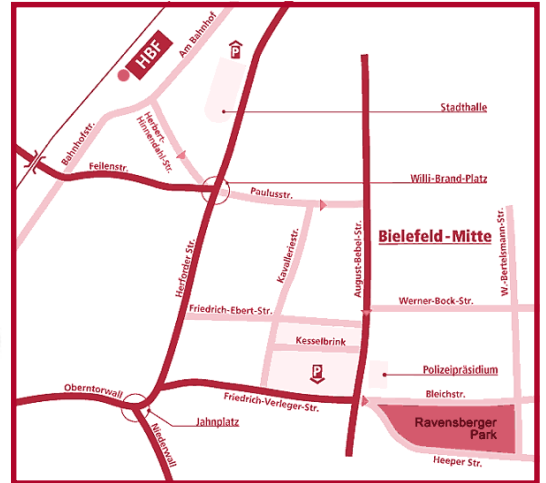 Am Bahnhof
P
HBF
Stadthalle
Bahnhofstr.
Herbert-
Hinnendahl-Str.
Feilenstr.
Willi-Brand-Platz
Paulusstr.
Herforder Str.
Kavalleriestr.
August-Bebel-Str.
Bielefeld-Mitte
W.-Bertelsmann-Str.
Friedrich-Ebert-Str.
Werner-Bock-Str.
Kesselbrink
P
Polizeipräsidium
Oberntorwall
Friedrich-Verleger-Str.
Bleichstr.
Jahnplatz
Niederwall
Ravensberger
Park
Heeper Str.